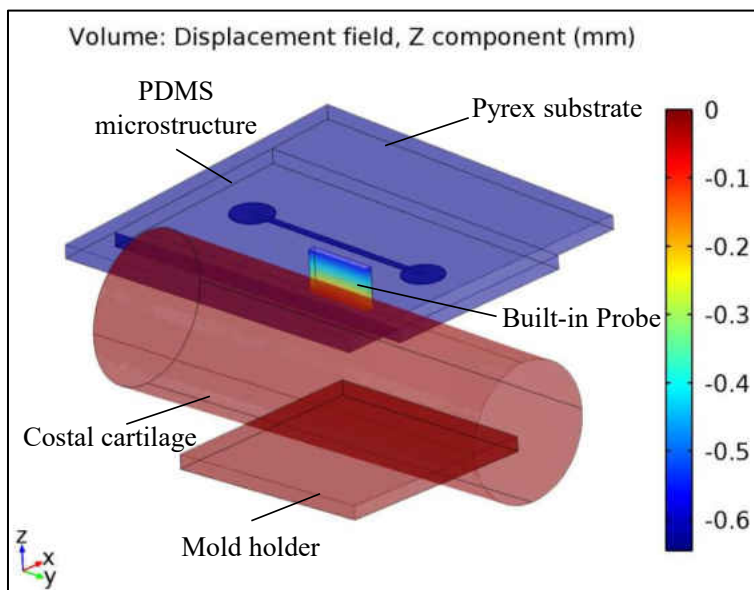 Volume: Displacement field, Z component (mm)
PDMS
microstructure
Pyrex substrate
Built-in Probe
Costal cartilage
Mold holder
0
-0.1
-0.2
-0.3
-0.4
-0.5
-0.6
z
x
y